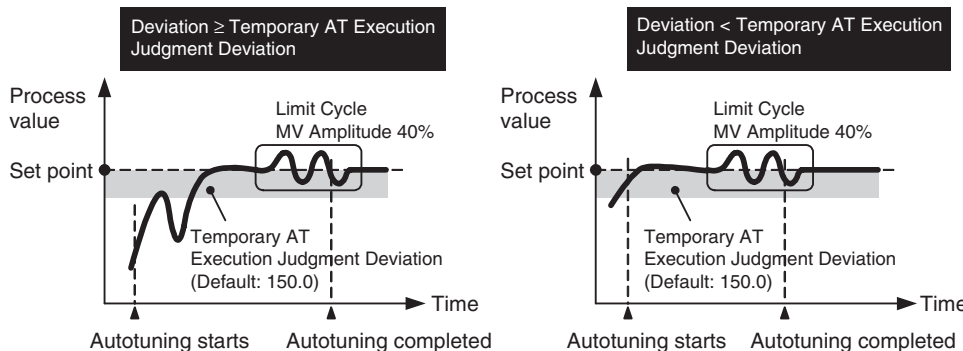 Deviation ≥ Temporary AT Execution
Judgment Deviation
Process
value
Limit Cycle
MV Amplitude 40%
Set point
Temporary AT
Execution Judgment Deviation
(Default: 150.0)
Time
Autotuning starts
Autotuning completed
Deviation < Temporary AT Execution
Judgment Deviation
Process
value
Limit Cycle
MV Amplitude 40%
Set point
Temporary AT
Execution Judgment Deviation
(Default: 150.0)
Time
Autotuning starts
Autotuning completed